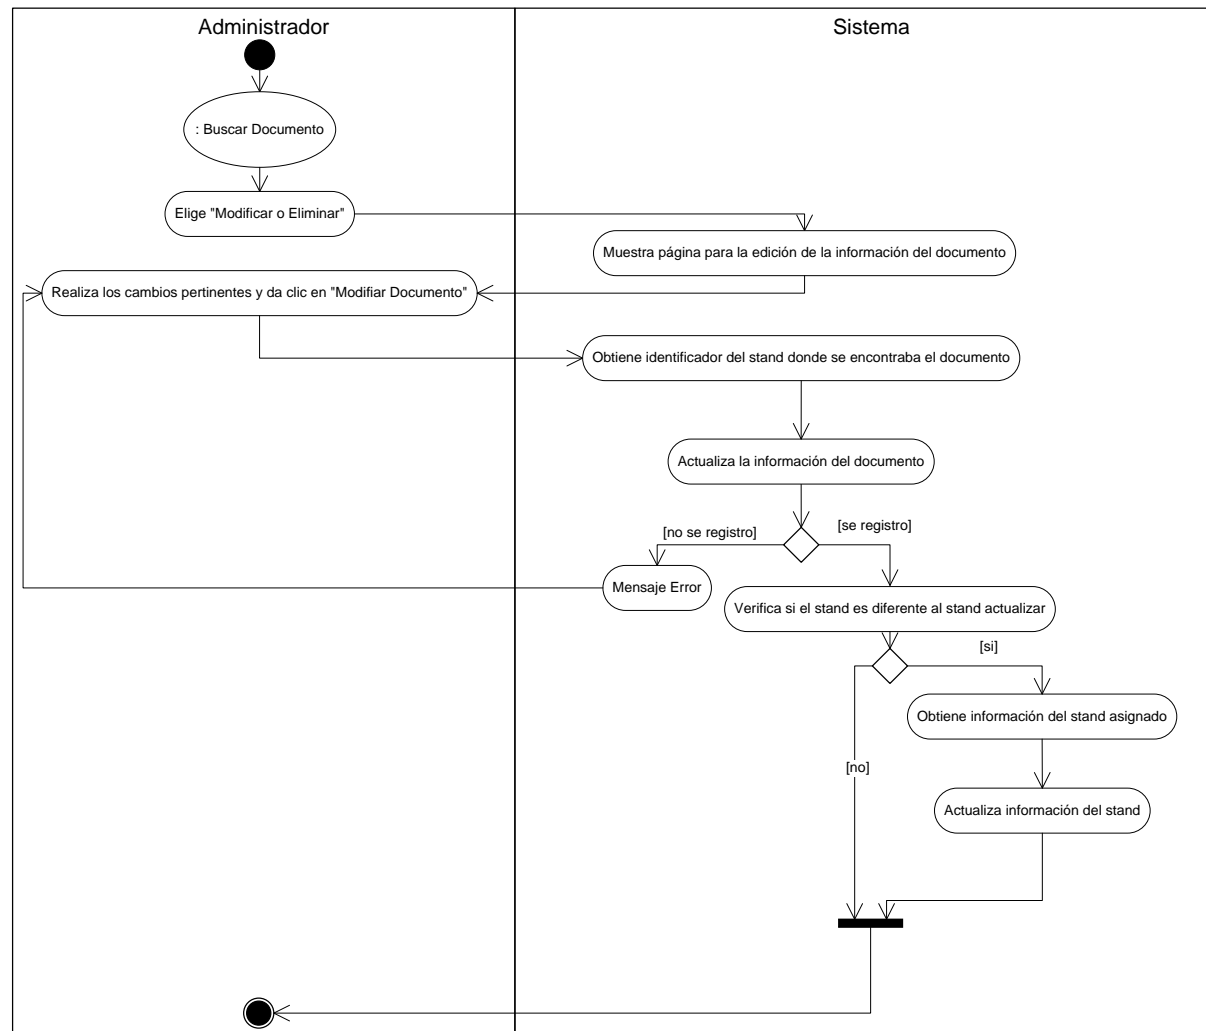 Administrador
Sistema
: Buscar Documento
Elige "Modificar o Eliminar"
Muestra página para la edición de la información del documento
Realiza los cambios pertinentes y da clic en "Modifiar Documento"
Obtiene identificador del stand donde se encontraba el documento
Actualiza la información del documento
[no se registro]
[se registro]
Mensaje Error
Verifica si el stand es diferente al stand actualizar
[si]
Obtiene información del stand asignado
[no]
Actualiza información del stand